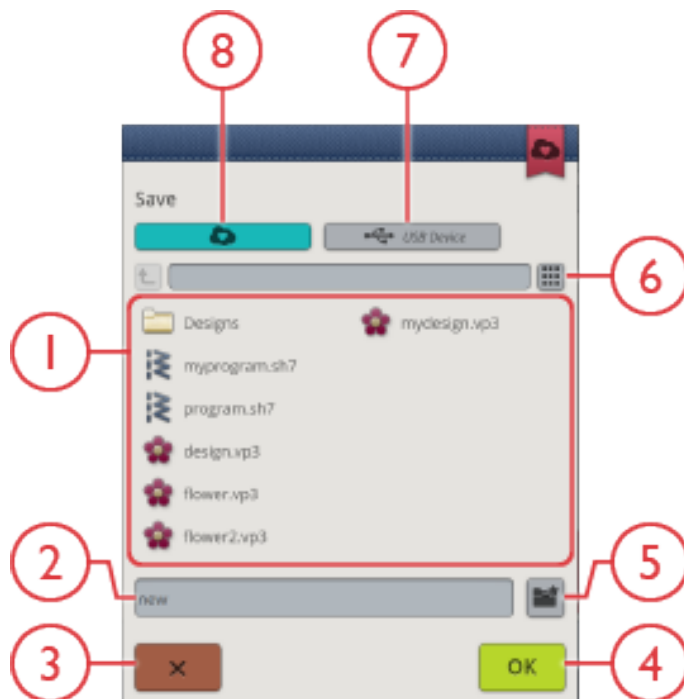 8
7
Save
USB Device
6
1
Designs
mydesign.vp3
myprogram.sh7
program.sh7
design.vp3
flower.vp3
flower2.vp3
2
new
5
3
OK
4